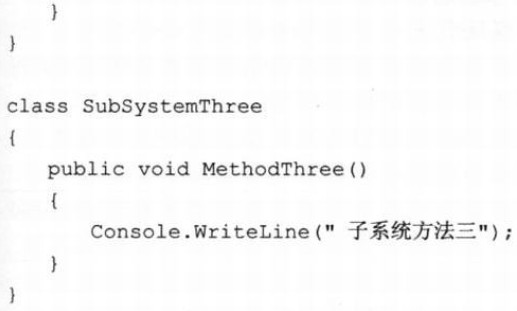 }
}

class SubSystemThree
{
    public void MethodThree()
    {
        Console.WriteLine(" 子系统方法三");
    }
}